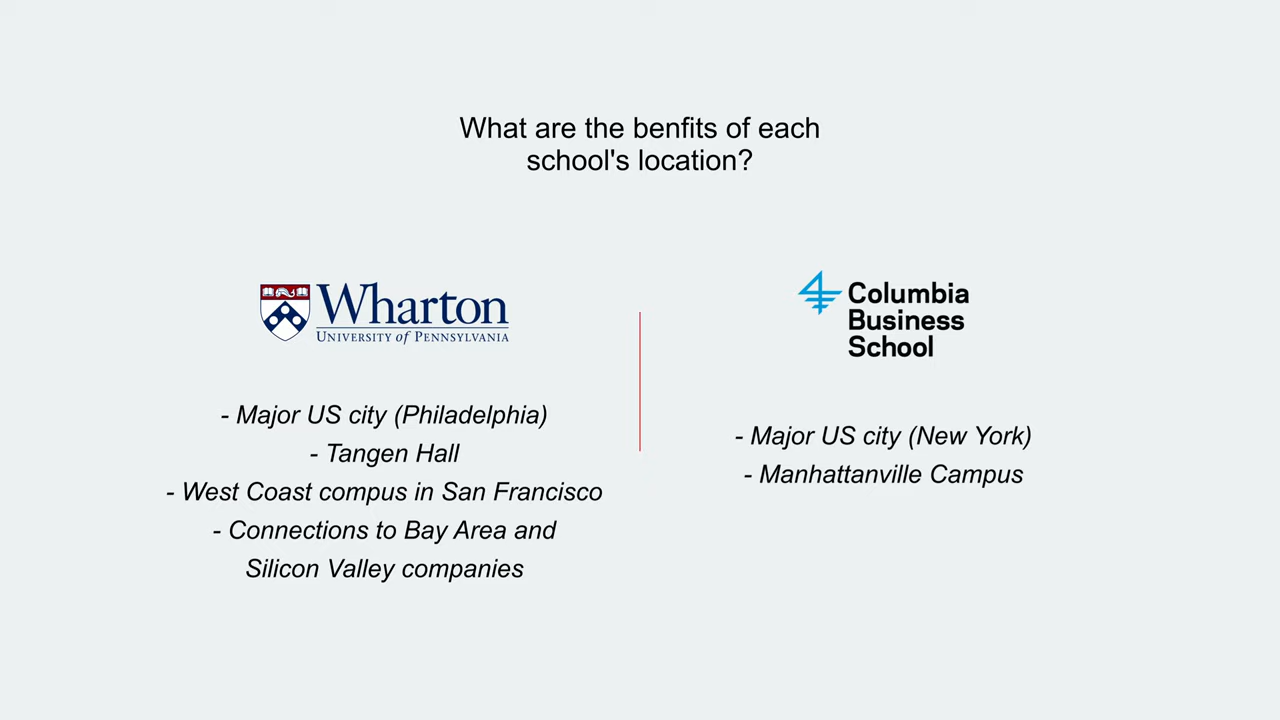 What are the benfits of each
school's location?
Wharton
UNIVERSITY of PENNSYLVANIA
- Major US city (Philadelphia)
- Tangen Hall
- West Coast compus in San Francisco
- Connections to Bay Area and
Silicon Valley companies
Columbia
Business
School
- Major US city (New York)
- Manhattanville Campus